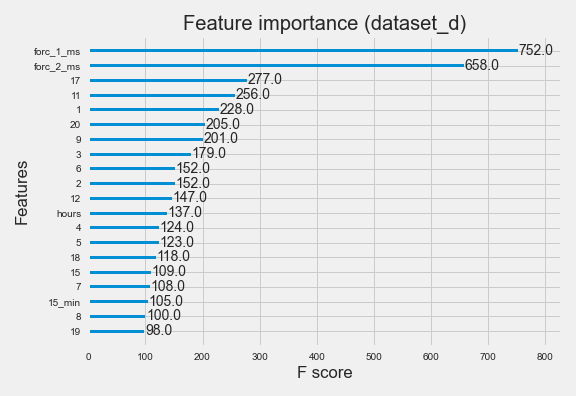 Feature importance (dataset_d)
Features
forc_1_ms 752.0
forc_2_ms 658.0
17 277.0
11 256.0
1 228.0
20 205.0
9 201.0
3 179.0
6 152.0
2 152.0
12 147.0
hours 137.0
4 124.0
5 123.0
18 118.0
15 109.0
7 108.0
15_min 105.0
8 100.0
19 98.0
0 100 200 300 400 500 600 700 800
F score